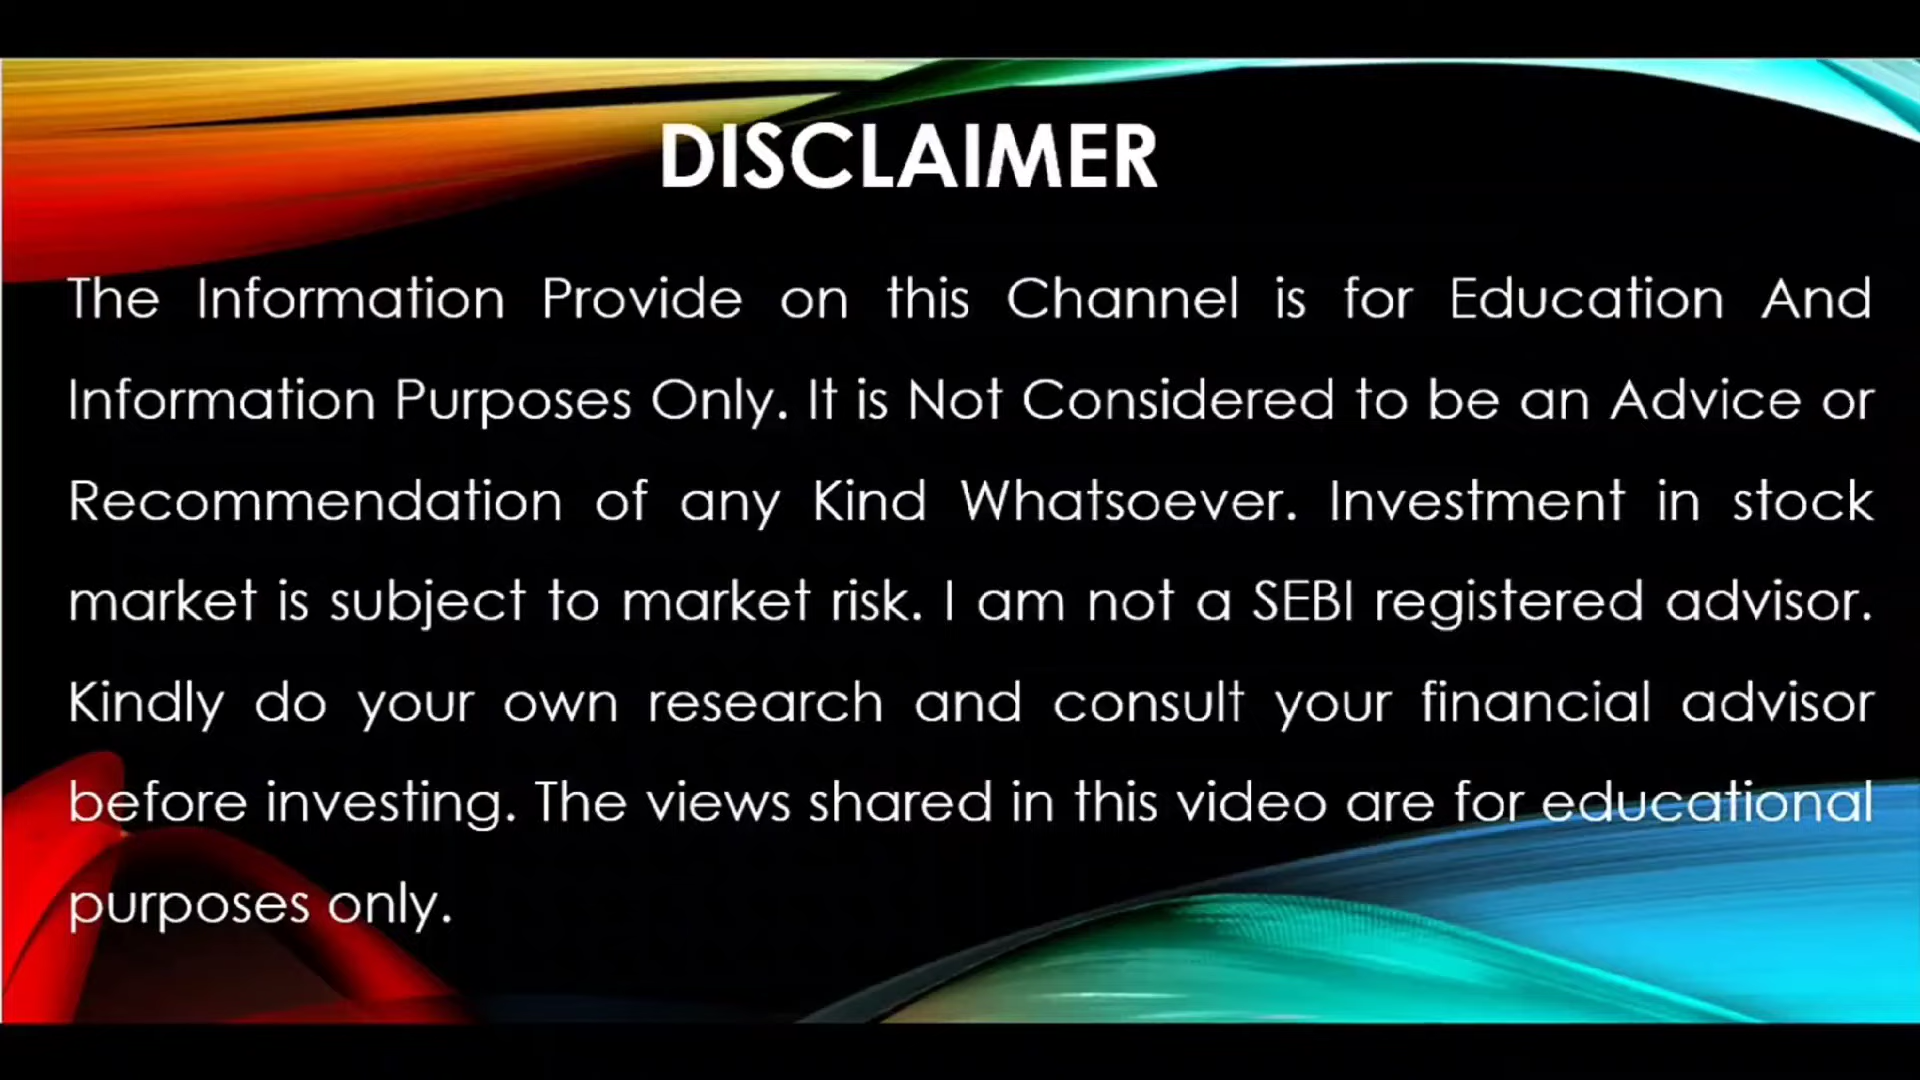 DISCLAIMER
The Information Provide on this Channel is for Education And
Information Purposes Only. It is Not Considered to be an Advice or
Recommendation of any Kind Whatsoever. Investment in stock
market is subject to market risk. I am not a SEBI registered advisor.
Kindly do your own research and consult your financial advisor
before investing. The views shared in this video are for educational
purposes only.